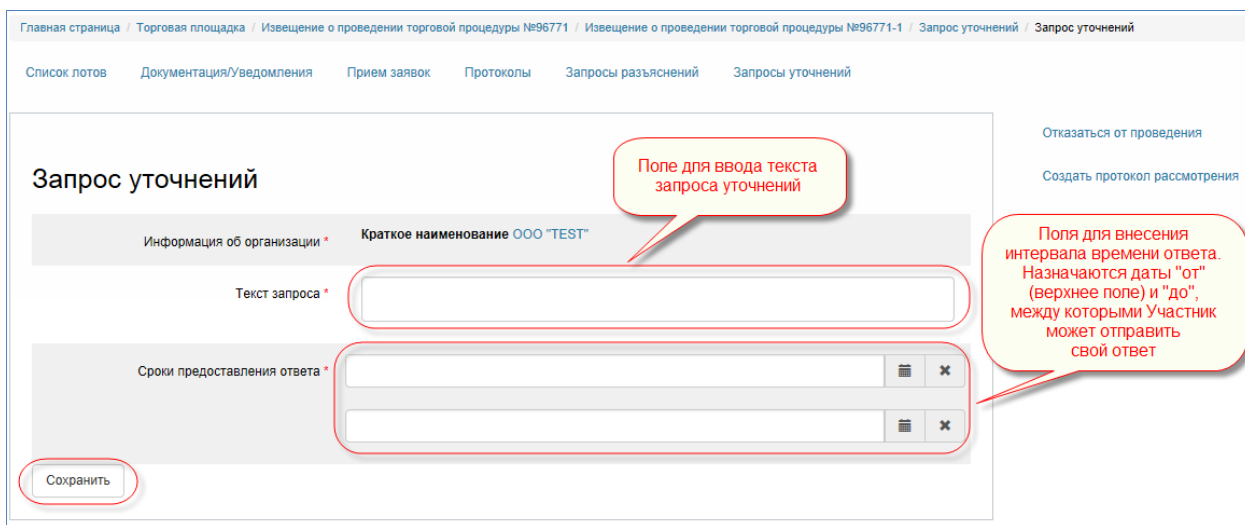 Главная страница / Торговая площадка / Извещение о проведении торговой процедуры №96771 / Извещение о проведении торговой процедуры №96771-1 / Запрос уточнений / Запрос уточнений
Список лотов Документация/Уведомления Прием заявок Протоколы Запросы разъяснений Запросы уточнений
Отказаться от проведения
Создать протокол рассмотрения
Запрос уточнений
Поле для ввода текста
запроса уточнений
Информация об организации * Краткое наименование ООО "TEST"
Текст запроса *
Поля для внесения
интервала времени ответа.
Назначаются даты "от"
(верхнее поле) и "до",
между которыми Участник
может отправить
свой ответ
Сроки предоставления ответа *
Сохранить